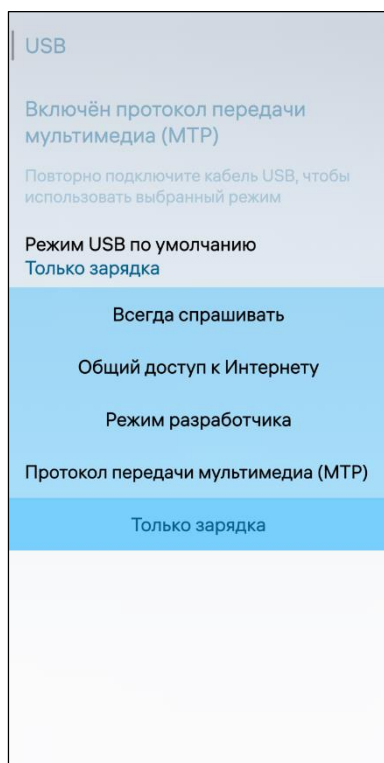 USB
Включён протокол передачи
мультимедиа (MTP)
Повторно подключите кабель USB, чтобы
использовать выбранный режим
Режим USB по умолчанию
Только зарядка
Всегда спрашивать
Общий доступ к Интернету
Режим разработчика
Протокол передачи мультимедиа (MTP)
Только зарядка